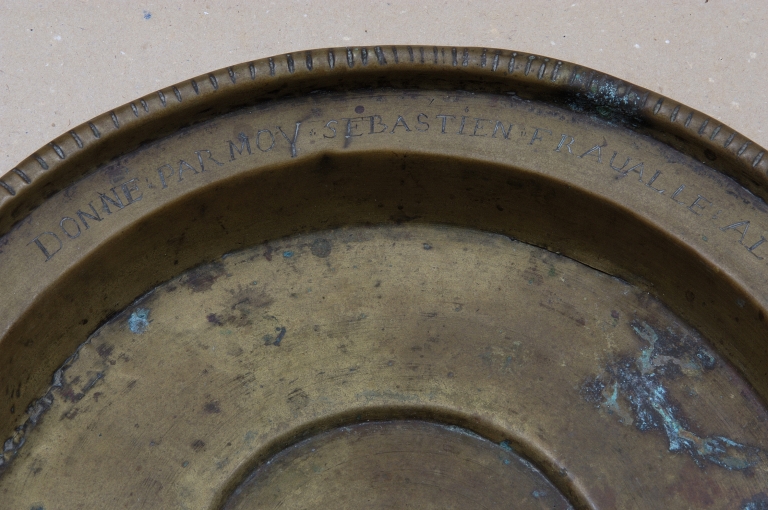 DONNE · PAR MOY · SEBASTIEN · FRAVALLE · AL